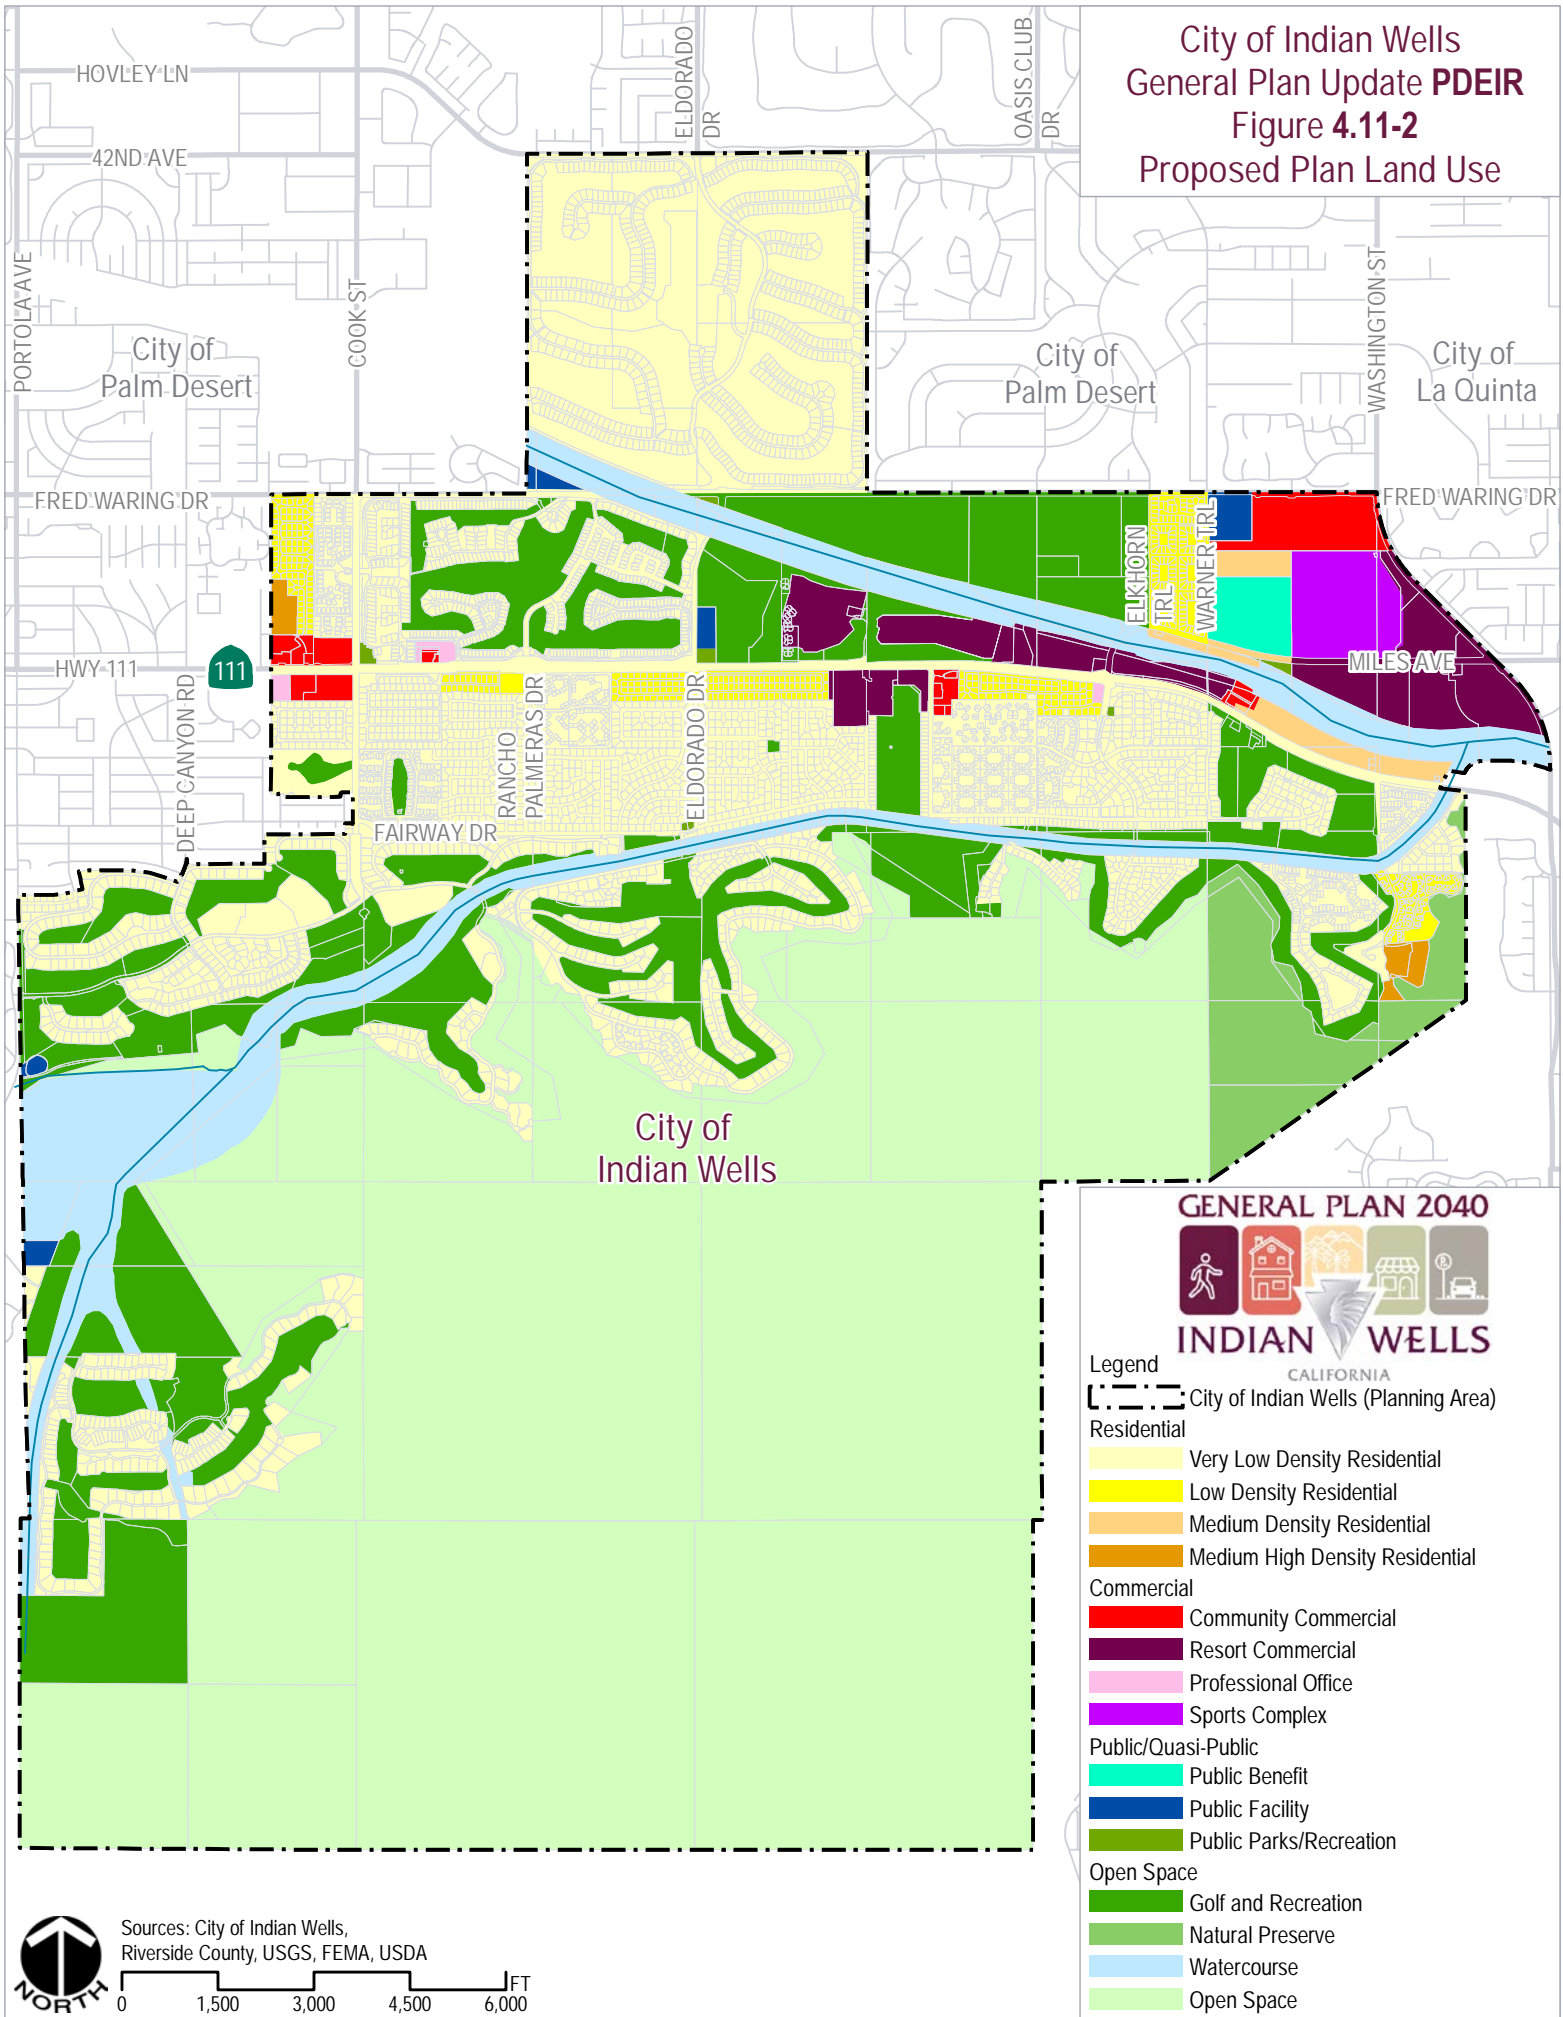 City of Indian Wells
General Plan Update PDEIR
Figure 4.11-2
Proposed Plan Land Use
HOVLEY LN
42ND AVE
ELDORADO
DR
OASIS CLUB
DR
PORTOLA AVE
COOK ST
WASHINGTON ST
City of
Palm Desert
City of
Palm Desert
City of
La Quinta
FRED WARING DR
FRED WARING DR
ELKHORN
TRL
WARNER TRL
HWY 111
111
MILES AVE
DEEP CANYON RD
RANCHO
PALMERAS DR
ELDORADO DR
FAIRWAY DR
City of
Indian Wells
GENERAL PLAN 2040
INDIAN WELLS
CALIFORNIA
Legend
City of Indian Wells (Planning Area)
Residential
Very Low Density Residential
Low Density Residential
Medium Density Residential
Medium High Density Residential
Commercial
Community Commercial
Resort Commercial
Professional Office
Sports Complex
Public/Quasi-Public
Public Benefit
Public Facility
Public Parks/Recreation
Open Space
Golf and Recreation
Natural Preserve
Watercourse
Open Space
NORTH
Sources: City of Indian Wells,
Riverside County, USGS, FEMA, USDA
FT
0 1,500 3,000 4,500 6,000